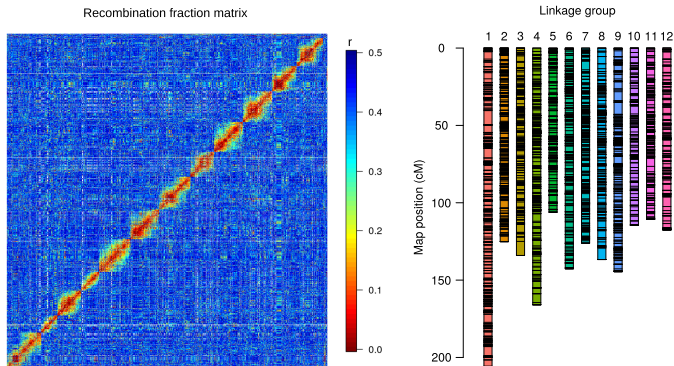 Recombination fraction matrix
r
0.5
0.4
0.3
0.2
0.1
0.0
Linkage group
1 2 3 4 5 6 7 8 9 10 11 12
Map position (cM)
0
50
100
150
200